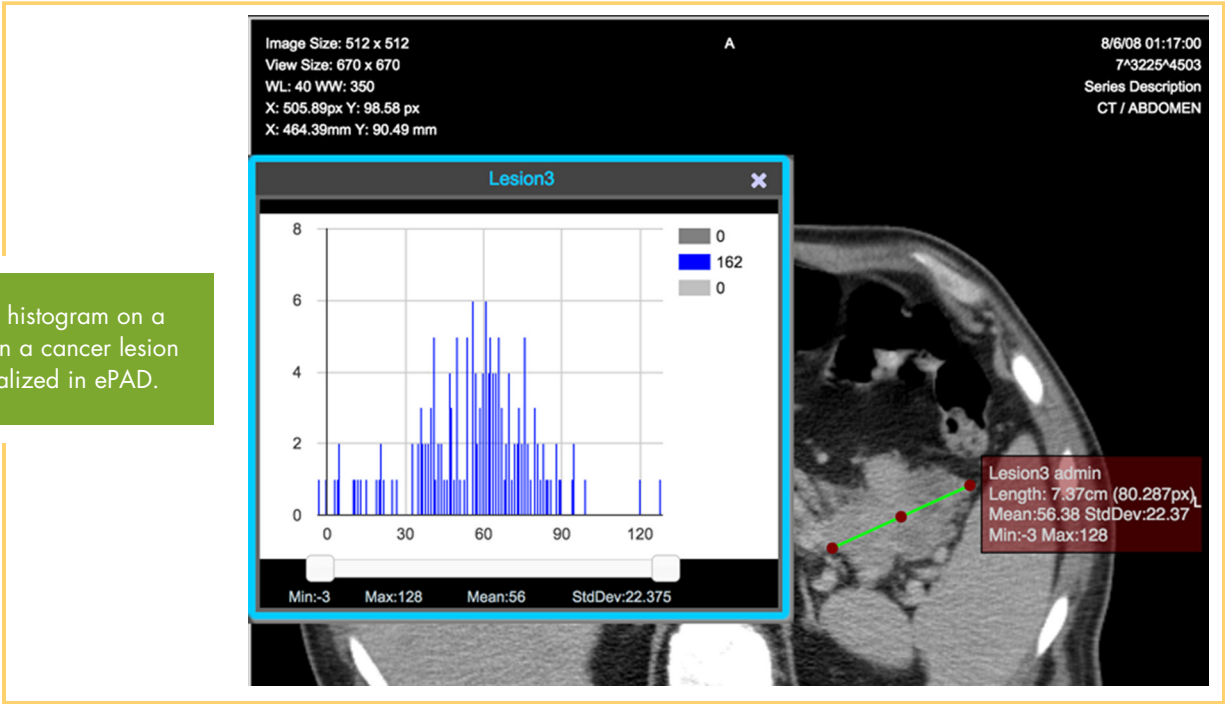 Image Size: 512 x 512
View Size: 670 x 670
WL: 40 WW: 350
X: 505.89px Y: 98.58 px
X: 464.39mm Y: 90.49 mm
A
8/6/08 01:17:00
7^3225^4503
Series Description
CT / ABDOMEN
Lesion3
8
6
4
2
0
0 30 60 90 120
0
162
0
Min:-3 Max:128 Mean:56 StdDev:22.375
histogram on a
n a cancer lesion
alized in ePAD.
Lesion3 admin
Length: 7.37cm (80.287px)
Mean:56.38 StdDev:22.37
Min:-3 Max:128
L